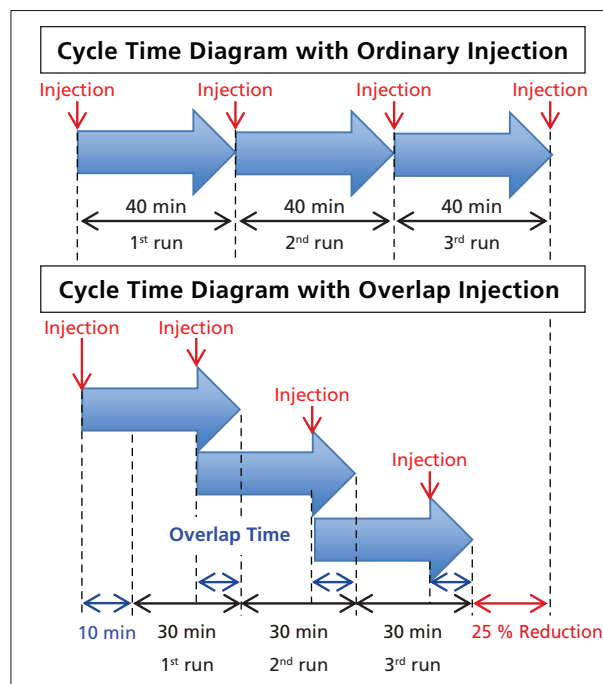 Cycle Time Diagram with Ordinary Injection
Injection Injection Injection Injection
40 min 40 min 40 min
1st run 2nd run 3rd run
Cycle Time Diagram with Overlap Injection
Injection Injection
Injection
Injection
Overlap Time
10 min 30 min 30 min 30 min 25 % Reduction
1st run 2nd run 3rd run